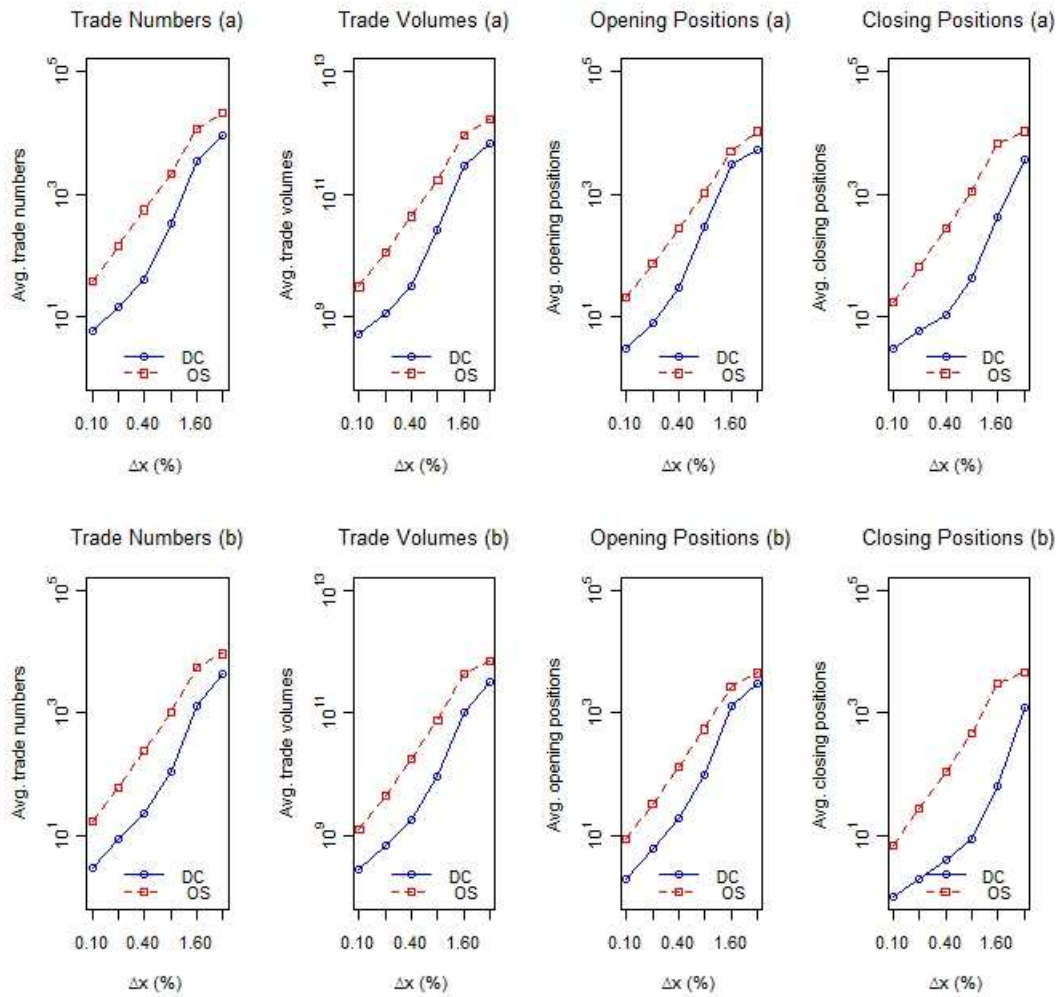 Trade Numbers (a)
Avg. trade numbers
10^5
10^3
10^1
DC
OS
0.10 0.40 1.60
Δx (%)
Trade Volumes (a)
Avg. trade volumes
10^13
10^11
10^9
DC
OS
0.10 0.40 1.60
Δx (%)
Opening Positions (a)
Avg. opening positions
10^5
10^3
10^1
DC
OS
0.10 0.40 1.60
Δx (%)
Closing Positions (a)
Avg. closing positions
10^5
10^3
10^1
DC
OS
0.10 0.40 1.60
Δx (%)
Trade Numbers (b)
Avg. trade numbers
10^5
10^3
10^1
DC
OS
0.10 0.40 1.60
Δx (%)
Trade Volumes (b)
Avg. trade volumes
10^13
10^11
10^9
DC
OS
0.10 0.40 1.60
Δx (%)
Opening Positions (b)
Avg. opening positions
10^5
10^3
10^1
DC
OS
0.10 0.40 1.60
Δx (%)
Closing Positions (b)
Avg. closing positions
10^5
10^3
10^1
DC
OS
0.10 0.40 1.60
Δx (%)